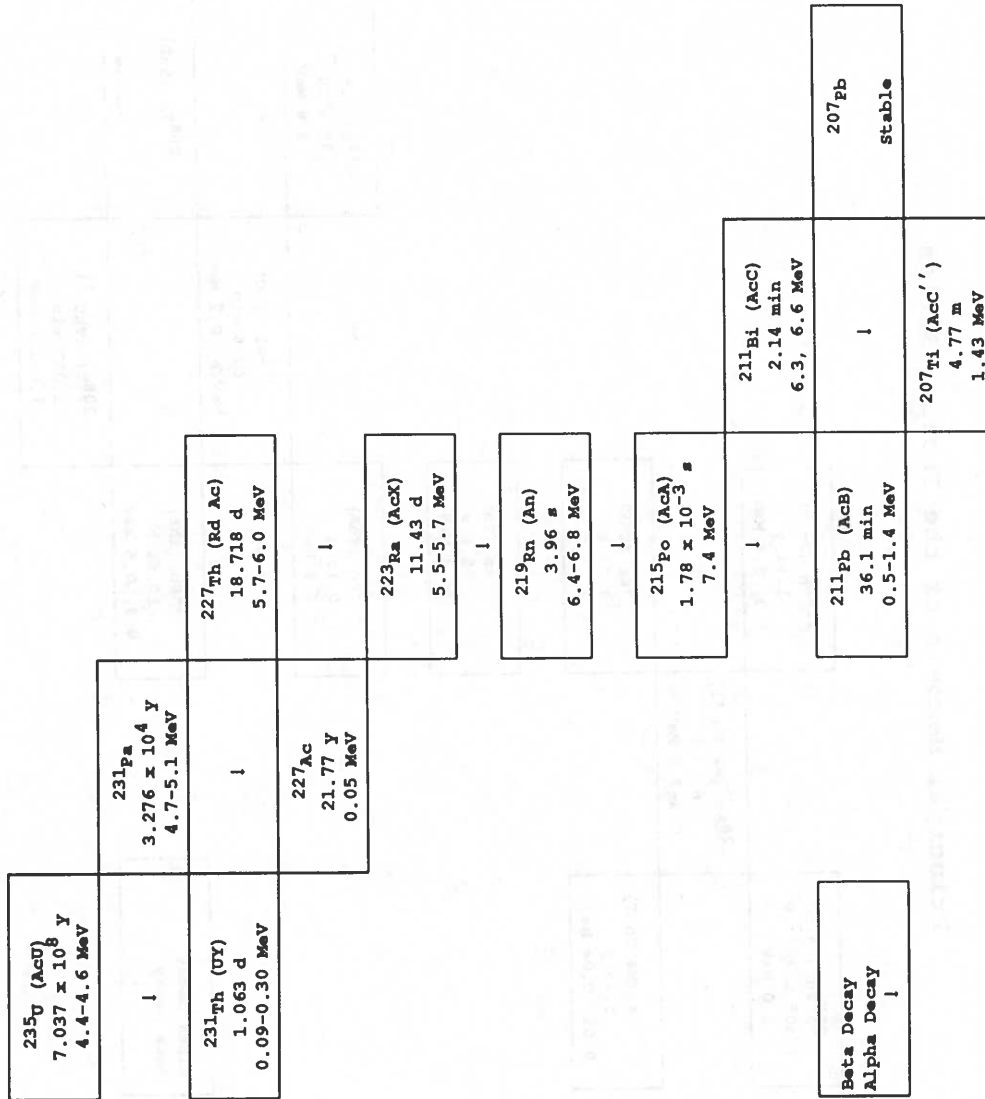 235U (AcU)
7.037 x 10^8 y
4.4-4.6 MeV
↓
231Th (UY)
1.063 d
0.09-0.30 MeV
231Pa
3.276 x 10^4 y
4.7-5.1 MeV
↓
227Ac
21.77 y
0.05 MeV
227Th (Rd Ac)
18.718 d
5.7-6.0 MeV
↓
223Ra (AcX)
11.43 d
5.5-5.7 MeV
↓
219Rn (An)
3.96 s
6.4-6.8 MeV
↓
215Po (AcA)
1.78 x 10^-3 s
7.4 MeV
↓
211Pb (AcB)
36.1 min
0.5-1.4 MeV
211Bi (AcC)
2.14 min
6.3, 6.6 MeV
↓
207Ti (AcC'')
4.77 m
1.43 MeV
207Pb
Stable
Beta Decay
Alpha Decay
↓